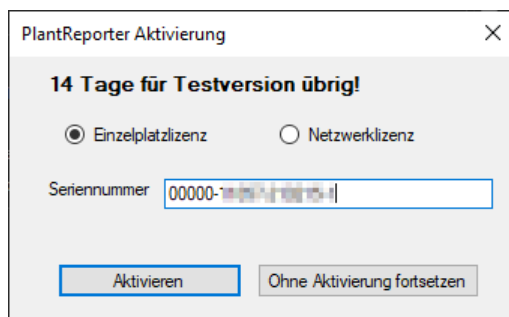 PlantReporter Aktivierung
14 Tage für Testversion übrig!
Einzelplatzlizenz Netzwerklizenz
Seriennummer 00000-
Aktivieren Ohne Aktivierung fortsetzen